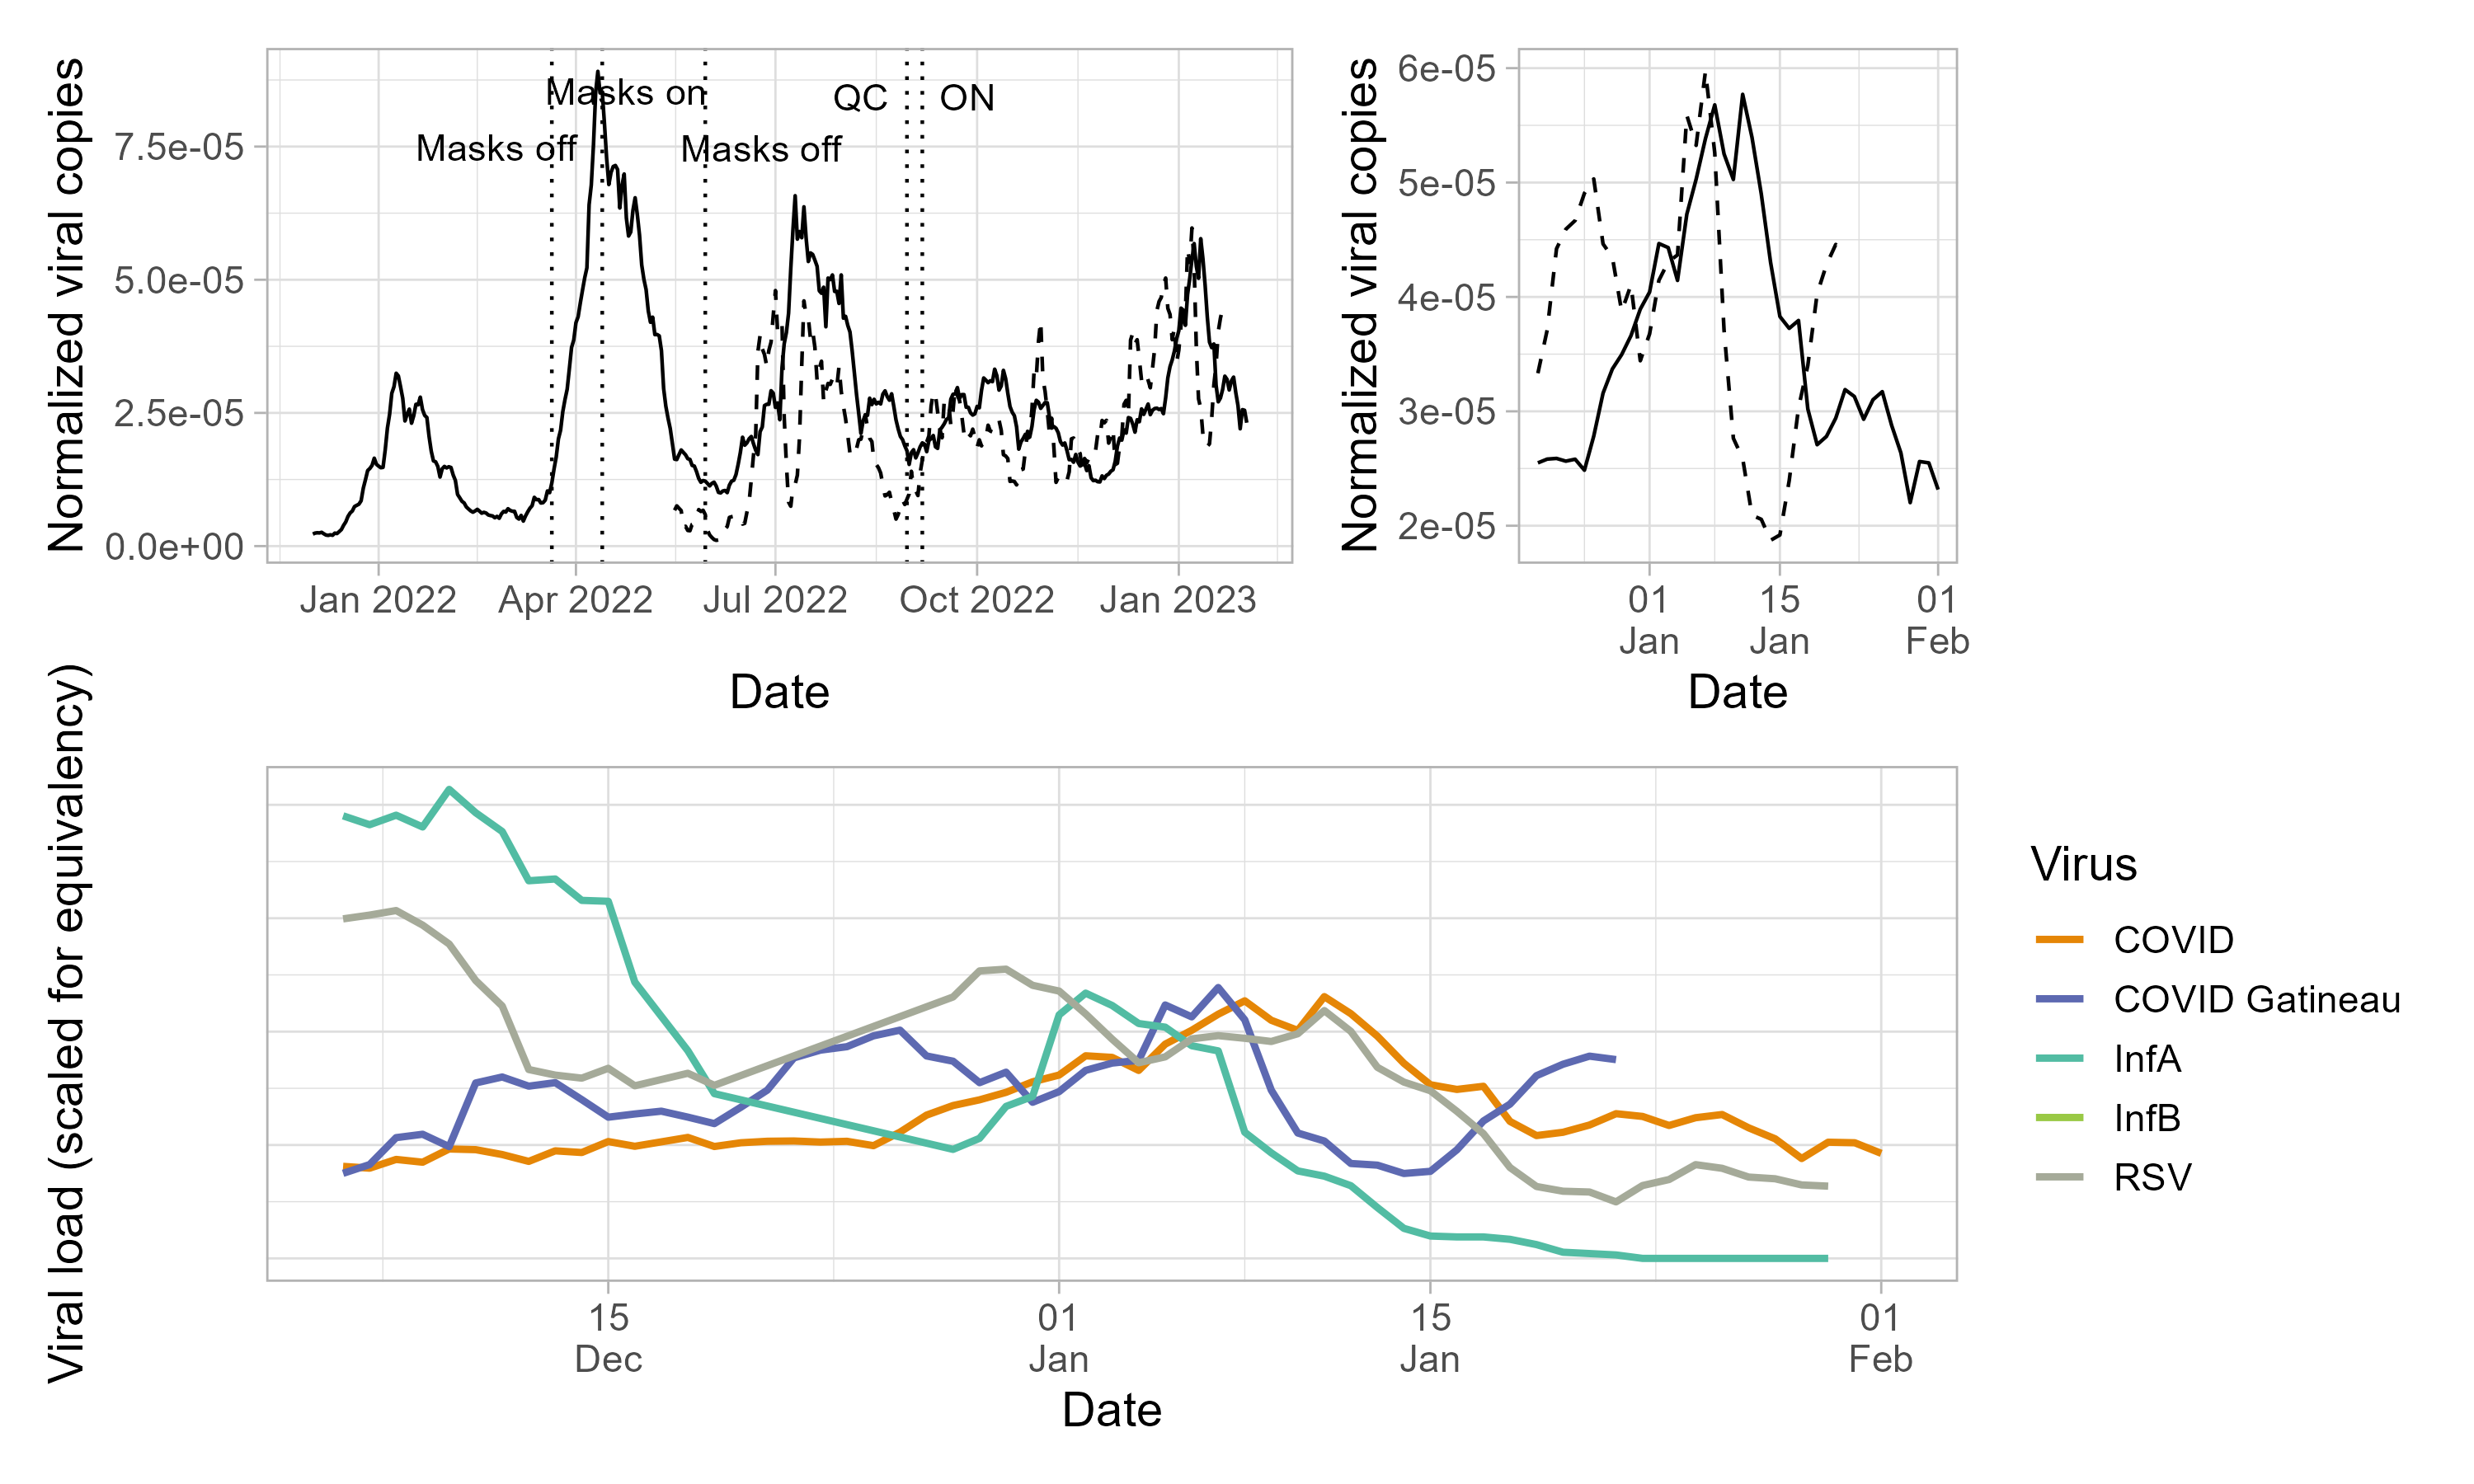 Normalized viral copies
7.5e-05
5.0e-05
2.5e-05
0.0e+00
Masks on
Masks off
Masks off
QC
ON
Jan 2022
Apr 2022
Jul 2022
Oct 2022
Jan 2023
Date
Normalized viral copies
6e-05
5e-05
4e-05
3e-05
2e-05
01
Jan
15
Jan
01
Feb
Date
Viral load (scaled for equivalency)
15
Dec
01
Jan
15
Jan
01
Feb
Date
Virus
COVID
COVID Gatineau
InfA
InfB
RSV